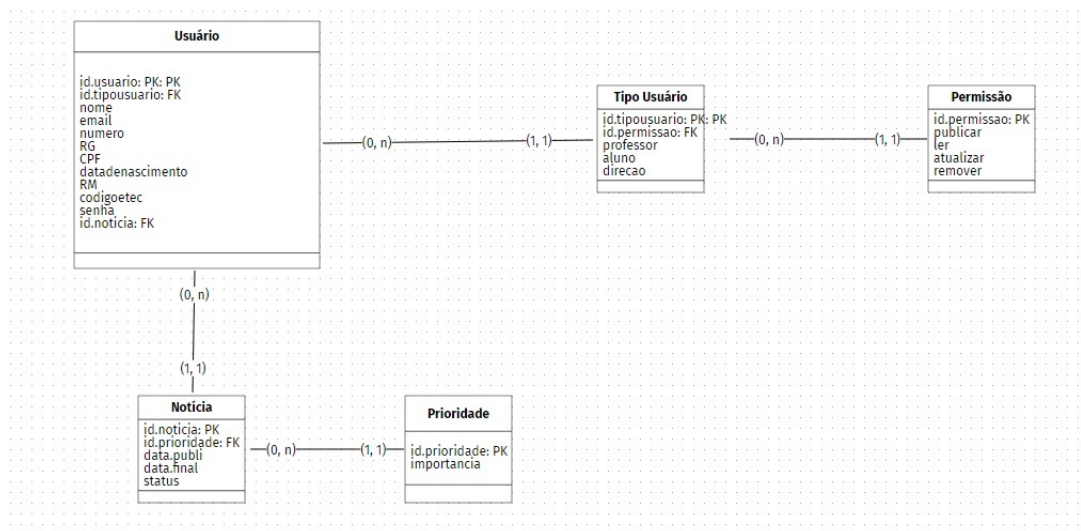 Usuário
id.usuario: PK: PK
id.tipousuario: FK
nome
email
numero
RG
CPF
datadenascimento
RM
codigoetec
senha
id.noticia: FK
(0, n)
(1, 1)
Tipo Usuário
id.tipousuario: PK: PK
id.permissao: FK
professor
aluno
direcao
(0, n)
(1, 1)
Permissão
id.permissao: PK
publicar
ler
atualizar
remover
(0, n)
(1, 1)
Notícia
id.noticia: PK
id.prioridade: FK
data.publi
data.final
status
(0, n)
(1, 1)
Prioridade
id.prioridade: PK
importancia